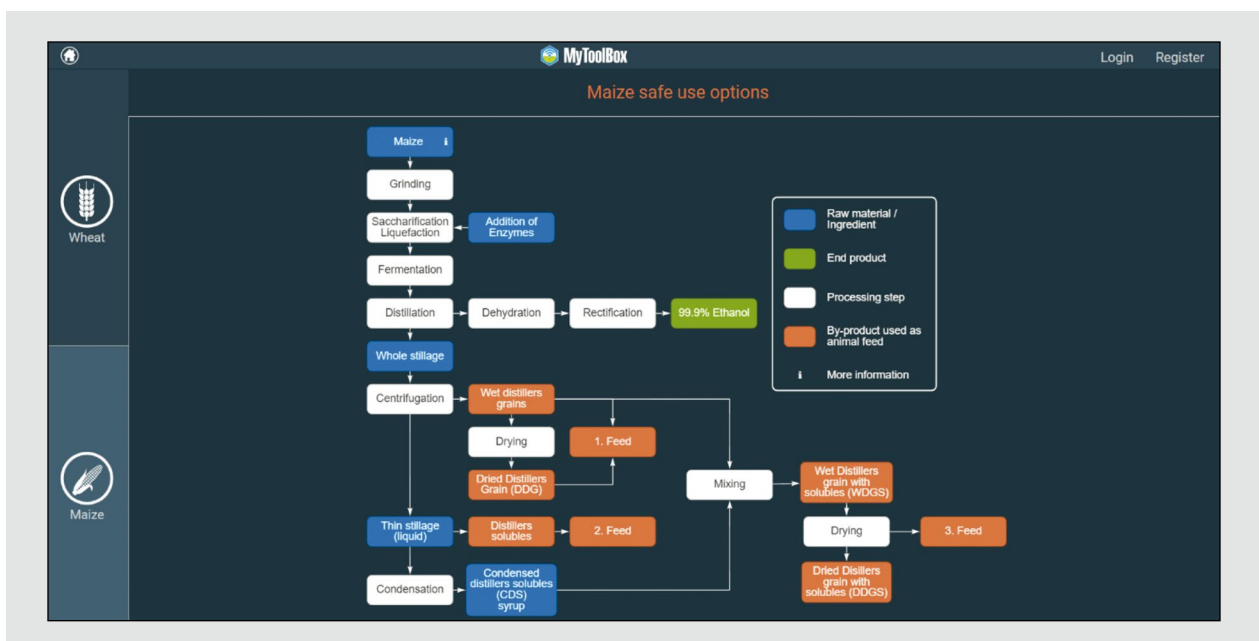 MyToolBox
Login
Register
Maize safe use options
Wheat
Maize
Maize i
Grinding
Saccharification
Liquefaction
Addition of
Enzymes
Fermentation
Distillation
Dehydration
Rectification
99.9% Ethanol
Whole stillage
Centrifugation
Wet distillers
grains
Drying
1. Feed
Dried Distillers
Grain (DDG)
Mixing
Wet Distillers
grain with
solubles (WDGS)
Thin stillage
(liquid)
Distillers
solubles
2. Feed
Drying
3. Feed
Condensation
Condensed
distillers solubles
(CDS)
syrup
Dried Disillers
grain with
solubles (DDGS)
Raw material /
Ingredient
End product
Processing step
By-product used as
animal feed
i More information